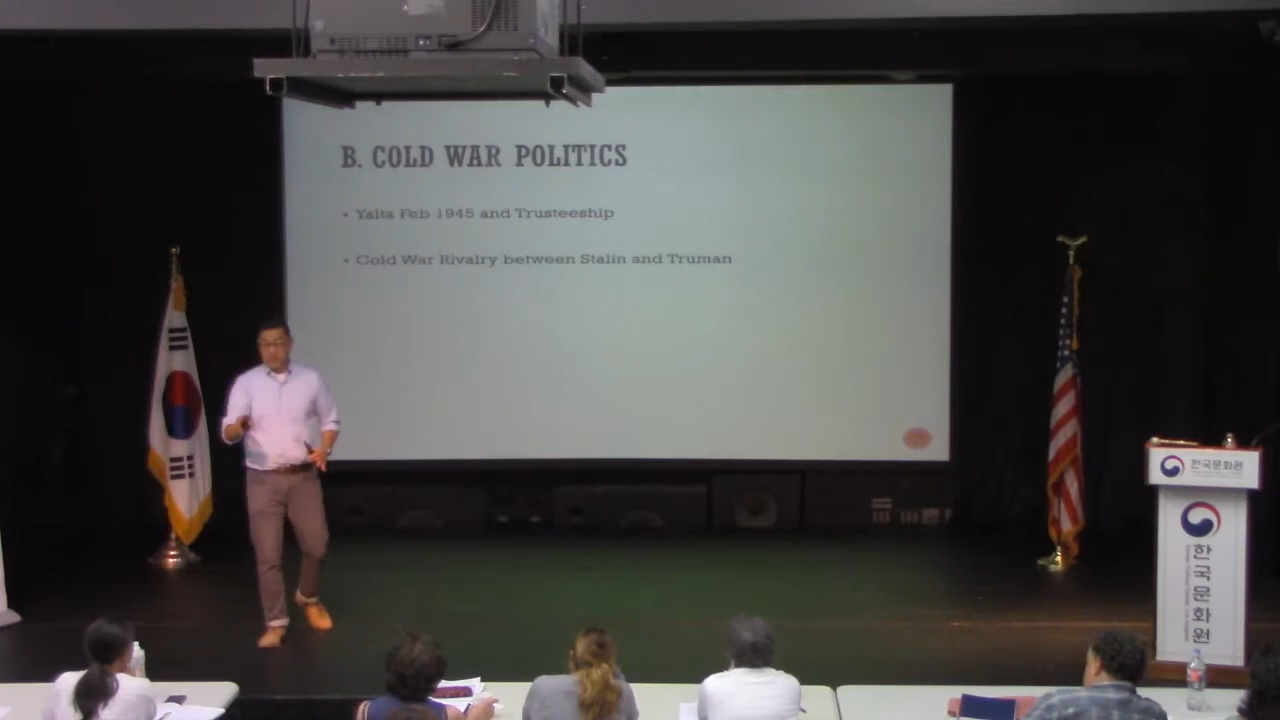 B. COLD WAR POLITICS
▪ Yalta Feb 1945 and Trusteeship
▪ Cold War Rivalry between Stalin and Truman
한국문화원
한국문화원